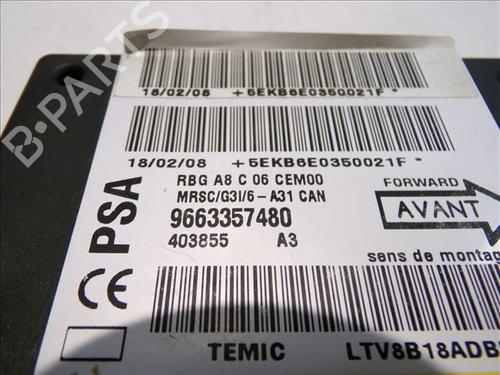 B-PARTS
18/02/08 +5EKB6E0350021F*
18/02/08 +5EKB6E0350021F *
PSA
RBG A8 C 06 CEM00
MRSC/G3I/6- A31 CAN
9663357480
403855 A3
FORWARD
AVANT
sens de montag
CE
TEMIC LTV8B18ADB